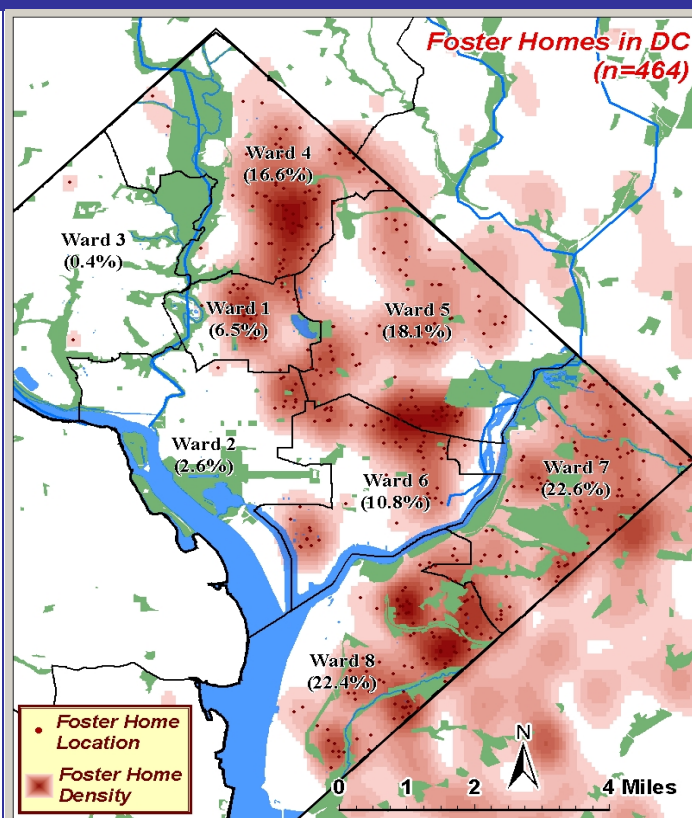 Foster Homes in DC
(n=464)
Ward 4
(16.6%)
Ward 3
(0.4%)
Ward 1
(6.5%)
Ward 5
(18.1%)
Ward 2
(2.6%)
Ward 6
(10.8%)
Ward 7
(22.6%)
Ward 8
(22.4%)
Foster Home
Location
Foster Home
Density
N
0 1 2 4 Miles